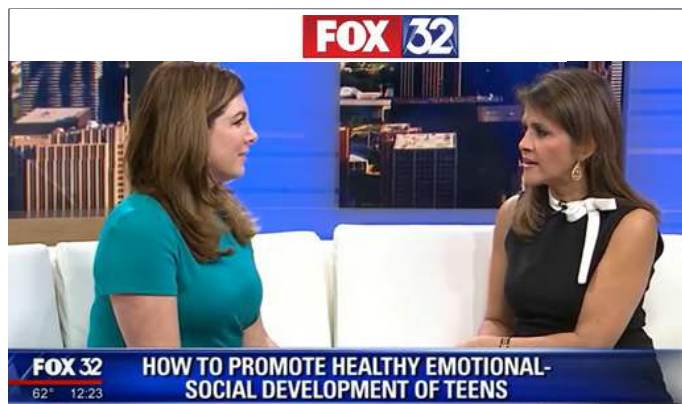 FOX 32
FOX 32
62° 12:23
HOW TO PROMOTE HEALTHY EMOTIONAL-
SOCIAL DEVELOPMENT OF TEENS